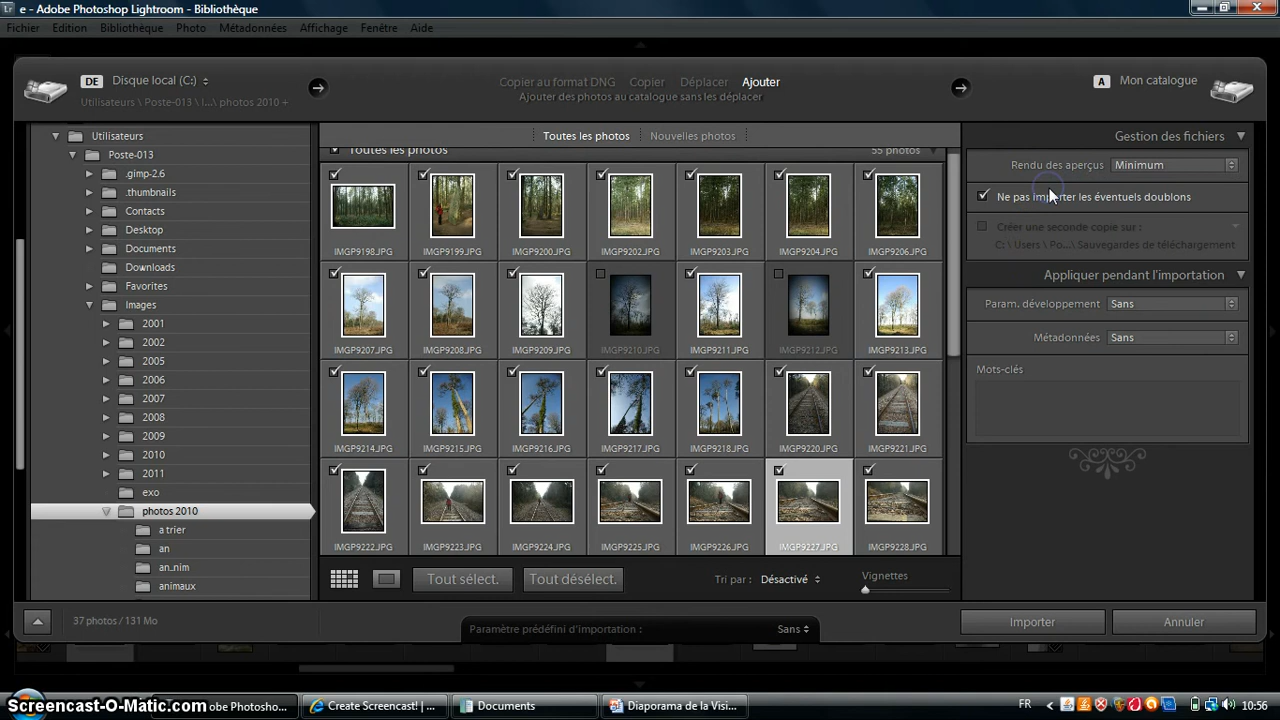 e - Adobe Photoshop Lightroom - Bibliothèque
Fichier Edition Bibliothèque Photo Métadonnées Affichage Fenêtre Aide
DE Disque local (C:)
Utilisateurs \ Poste-013 \ I...\ photos 2010 +
Copier au format DNG Copier Déplacer Ajouter
Ajouter des photos au catalogue sans les déplacer
A Mon catalogue
Utilisateurs
Poste-013
.gimp-2.6
.thumbnails
Contacts
Desktop
Documents
Downloads
Favorites
Images
2001
2002
2005
2006
2007
2008
2009
2010
2011
exo
photos 2010
a trier
an
an_nim
animaux
Toutes les photos Nouvelles photos
Toutes les photos 55 photos
IMGP9198.JPG IMGP9199.JPG IMGP9200.JPG IMGP9202.JPG IMGP9203.JPG IMGP9204.JPG IMGP9206.JPG
IMGP9207.JPG IMGP9208.JPG IMGP9209.JPG IMGP9210.JPG IMGP9211.JPG IMGP9212.JPG IMGP9213.JPG
IMGP9214.JPG IMGP9215.JPG IMGP9216.JPG IMGP9217.JPG IMGP9218.JPG IMGP9220.JPG IMGP9221.JPG
IMGP9222.JPG IMGP9223.JPG IMGP9224.JPG IMGP9225.JPG IMGP9226.JPG IMGP9227.JPG IMGP9228.JPG
Tout sélect. Tout désélect. Tri par : Désactivé Vignettes
Gestion des fichiers
Rendu des aperçus Minimum
Ne pas importer les éventuels doublons
Créer une seconde copie sur :
C: \ Users \ Po...\ Sauvegardes de téléchargement
Appliquer pendant l'importation
Param. développement Sans
Métadonnées Sans
Mots-clés
37 photos / 131 Mo
Paramètre prédéfini d'importation : Sans
Importer Annuler
Screencast-O-Matic.com
obe Photosho...
Create Screencast! |...
Documents
Diaporama de la Visi...
FR
10:56